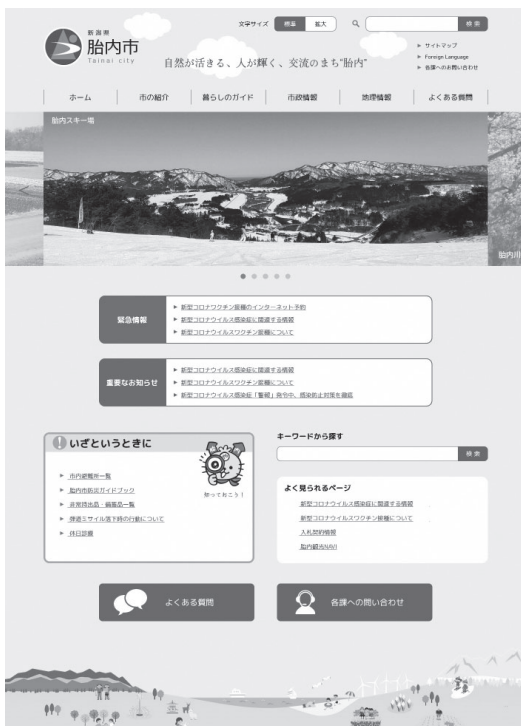 文字サイズ 標準 拡大 検索
新潟県
胎内市
Tainai city
自然が活きる、人が輝く、交流のまち"胎内"
サイトマップ
Foreign Language
各課へのお問い合わせ
ホーム 市の紹介 暮らしのガイド 市政情報 地理情報 よくある質問
胎内スキー場
胎内川
緊急情報
新型コロナワクチン接種のインターネット予約
新型コロナウイルス感染症に関連する情報
新型コロナウイルスワクチン接種について
重要なお知らせ
新型コロナウイルス感染症に関連する情報
新型コロナウイルスワクチン接種について
新型コロナウイルス感染症「警報」発令中、感染防止対策を徹底
いざというときに
市内避難所一覧
胎内市防災ガイドブック
非常持出品・備蓄品一覧
弾道ミサイル落下時の行動について
休日診療
知っておこう!
キーワードから探す
検索
よく見られるページ
新型コロナウイルス感染症に関連する情報
新型コロナウイルスワクチン接種について
入札契約情報
胎内観光NAVI
よくある質問
各課への問い合わせ